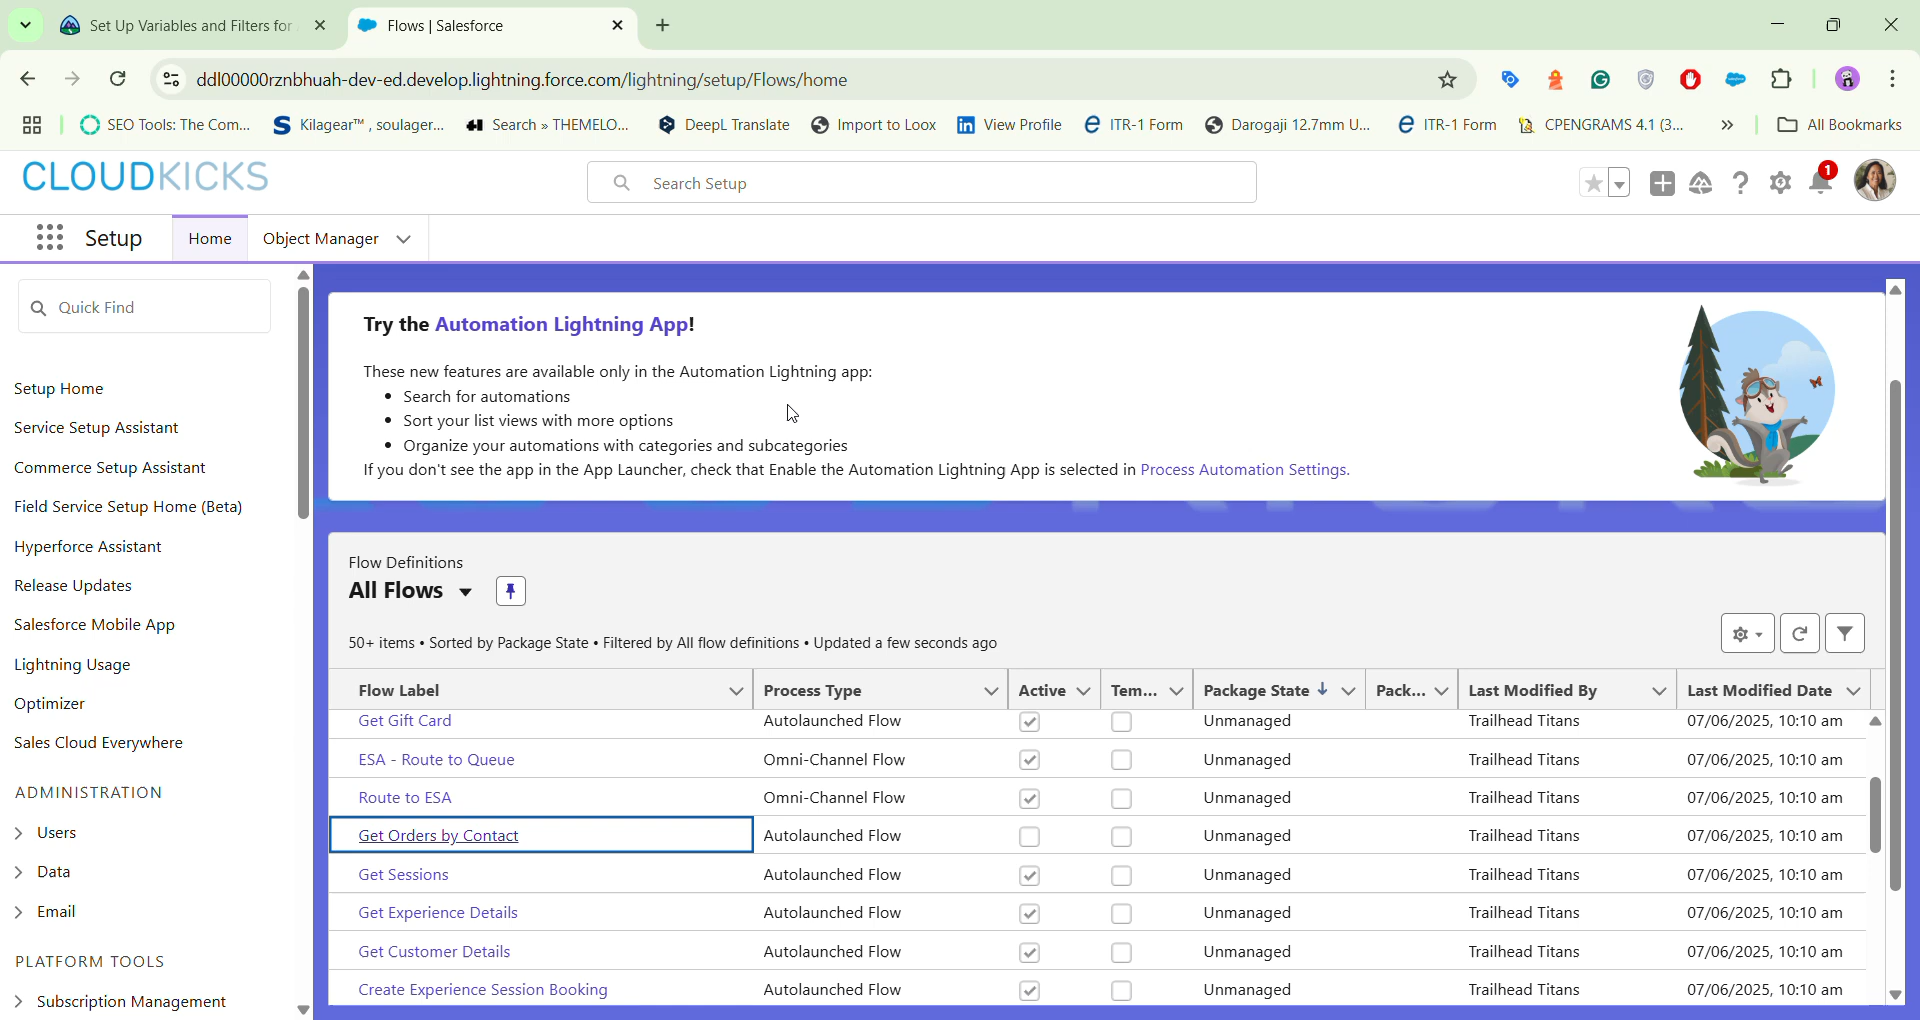 Set Up Variables and Filters for
Flows | Salesforce
ddl00000rznbhuah-dev-ed.develop.lightning.force.com/lightning/setup/Flows/home
SEO Tools: The Com...
Kilagear™ , soulager...
Search » THEMELO...
DeepL Translate
Import to Loox
View Profile
ITR-1 Form
Darogaji 12.7mm U...
ITR-1 Form
CPENGRAMS 4.1 (3...
»
All Bookmarks
CLOUDKICKS
Search Setup
1
Setup
Home
Object Manager
Quick Find
Setup Home
Service Setup Assistant
Commerce Setup Assistant
Field Service Setup Home (Beta)
Hyperforce Assistant
Release Updates
Salesforce Mobile App
Lightning Usage
Optimizer
Sales Cloud Everywhere
ADMINISTRATION
Users
Data
Email
PLATFORM TOOLS
Subscription Management
Try the Automation Lightning App!
These new features are available only in the Automation Lightning app:
• Search for automations
• Sort your list views with more options
• Organize your automations with categories and subcategories
If you don't see the app in the App Launcher, check that Enable the Automation Lightning App is selected in Process Automation Settings.
Flow Definitions
All Flows
50+ items • Sorted by Package State • Filtered by All flow definitions • Updated a few seconds ago
Flow Label Process Type Active Tem... Package State Pack... Last Modified By Last Modified Date
Get Gift Card Autolaunched Flow Unmanaged Trailhead Titans 07/06/2025, 10:10 am
ESA - Route to Queue Omni-Channel Flow Unmanaged Trailhead Titans 07/06/2025, 10:10 am
Route to ESA Omni-Channel Flow Unmanaged Trailhead Titans 07/06/2025, 10:10 am
Get Orders by Contact Autolaunched Flow Unmanaged Trailhead Titans 07/06/2025, 10:10 am
Get Sessions Autolaunched Flow Unmanaged Trailhead Titans 07/06/2025, 10:10 am
Get Experience Details Autolaunched Flow Unmanaged Trailhead Titans 07/06/2025, 10:10 am
Get Customer Details Autolaunched Flow Unmanaged Trailhead Titans 07/06/2025, 10:10 am
Create Experience Session Booking Autolaunched Flow Unmanaged Trailhead Titans 07/06/2025, 10:10 am